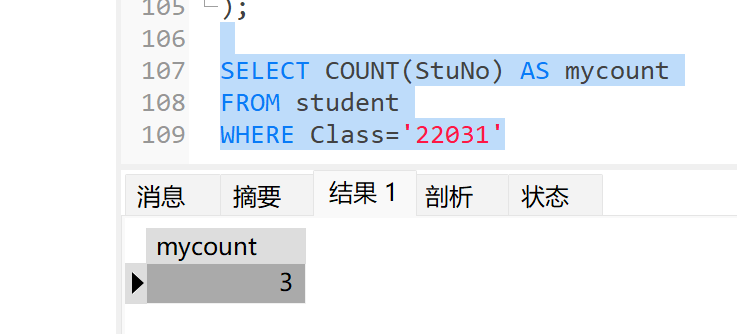 105 );
106
107 SELECT COUNT(StuNo) AS mycount
108 FROM student
109 WHERE Class='22031'
消息 摘要 结果 1 剖析 状态
mycount
3